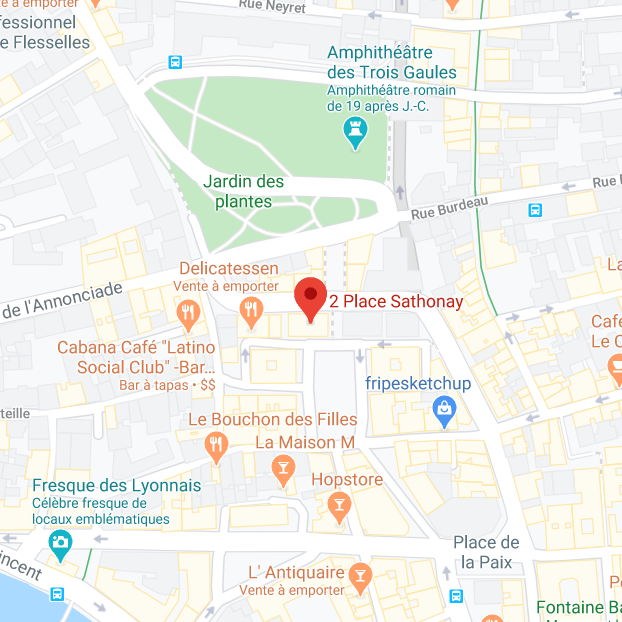 à emporter
Rue Neyret
ofessionnel
e Flesselles
Amphithéâtre
des Trois Gaules
Amphithéâtre romain
de 19 après J.-C.
Jardin des
plantes
Rue Burdeau
Rue
Delicatessen
Vente à emporter
de l'Annonciade
2 Place Sathonay
La
Cabana Café "Latino
Social Club" -Bar...
Bar à tapas • $$
Cafe
Le C
fripesketchup
teille
Le Bouchon des Filles
La Maison M
Hopstore
Fresque des Lyonnais
Célèbre fresque de
locaux emblématiques
Place de
la Paix
incent
L' Antiquaire
Vente à emporter
Fontaine Ba